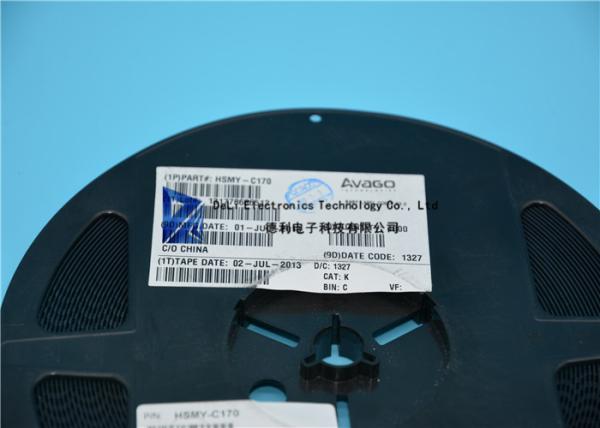 (1P)PART#: HSMY-C170
AVAGO
TECHNOLOGIES
DeLi Electronics Technology Co., Ltd
德利电子科技有限公司
DATE: 01-JUL
C/O CHINA
(9D)DATE CODE: 1327
(1T)TAPE DATE: 02-JUL-2013
D/C: 1327
CAT: K
BIN: C
VF:
P/N: HSMY-C170